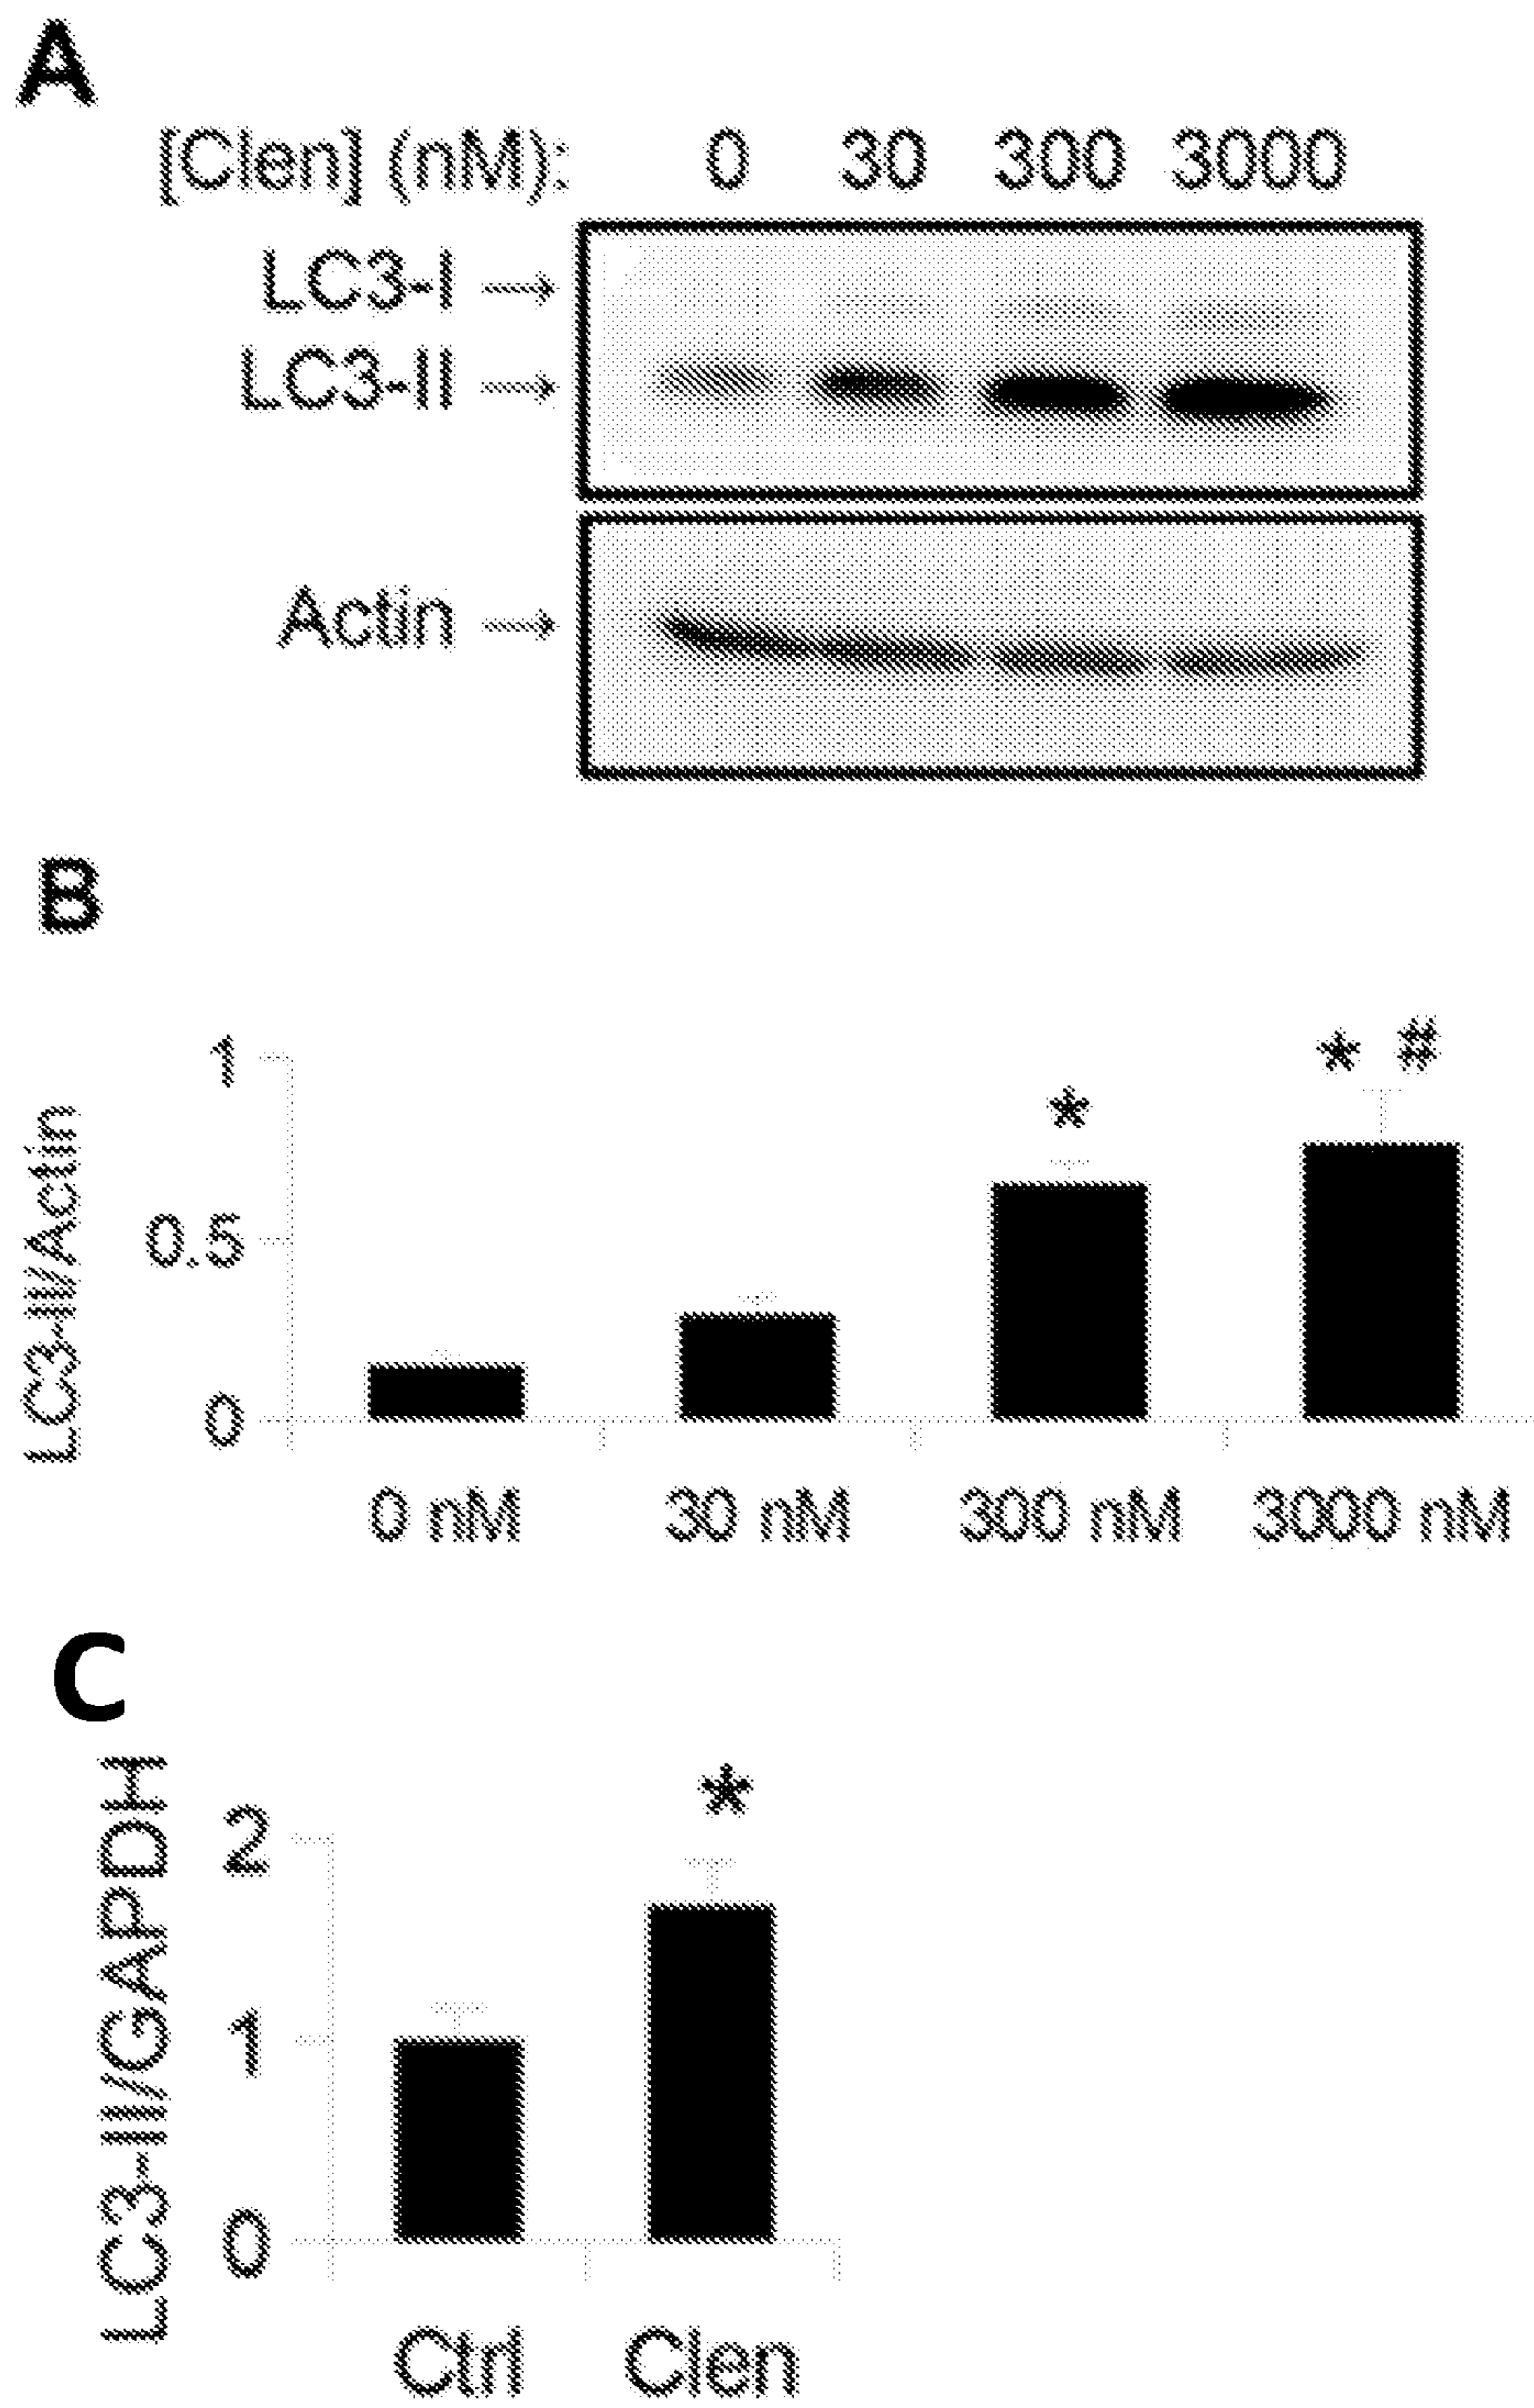 A
[Clen] (nM): 0 30 300 3000
LC3-I →
LC3-II →
Actin →
B
LC3-II/Actin
1
0.5
0
*
* #
0 nM 30 nM 300 nM 3000 nM
C
LC3-II/GAPDH
2
1
0
*
Ctrl Clen